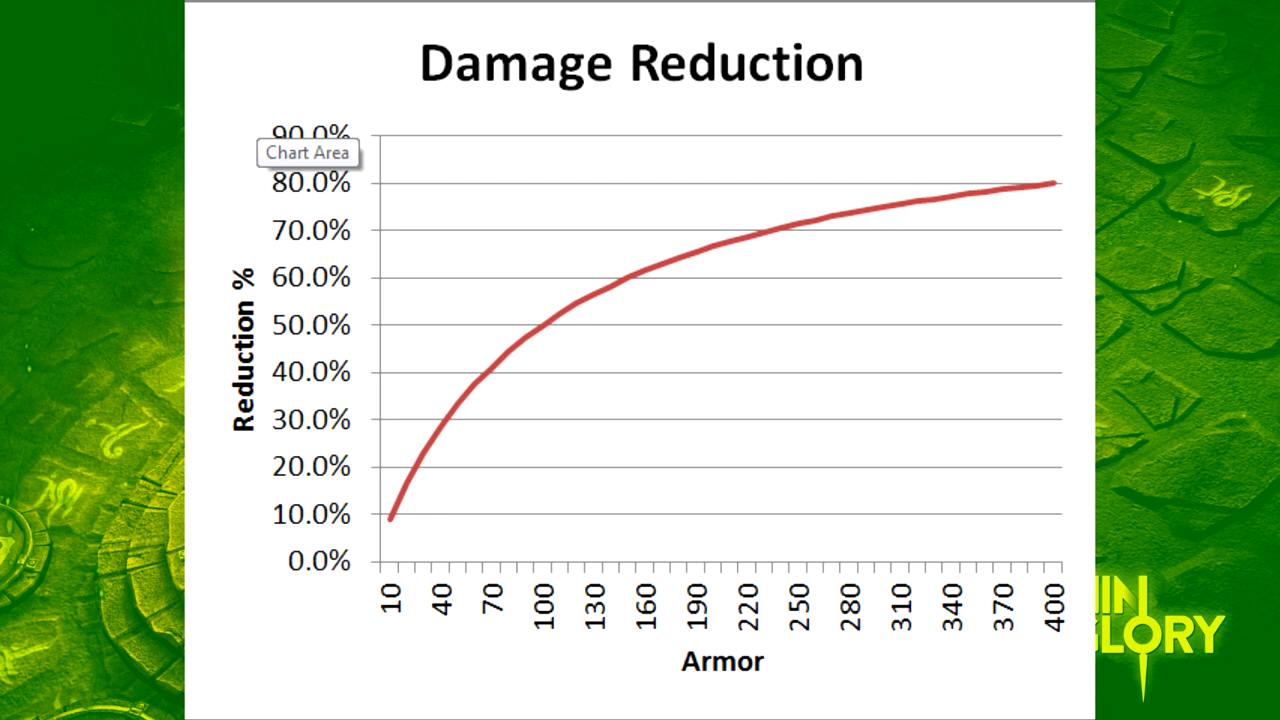 Damage Reduction
90.0%
Chart Area
80.0%
70.0%
60.0%
50.0%
40.0%
30.0%
20.0%
10.0%
0.0%
Reduction %
10 40 70 100 130 160 190 220 250 280 310 340 370 400
Armor
IN
GLORY